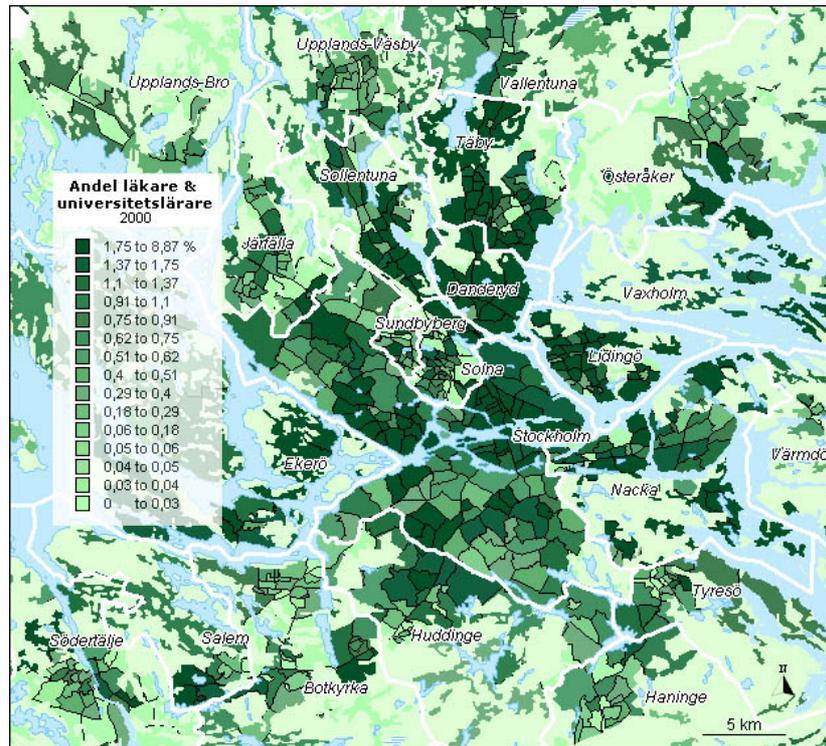 Upplands-Väsby
Upplands-Bro
Vallentuna
Täby
Sollentuna
Österåker
Andel läkare &
universitetslärare
2000
1,75 to 8,87 %
1,37 to 1,75
1,1 to 1,37
0,91 to 1,1
0,75 to 0,91
0,62 to 0,75
0,51 to 0,62
0,4 to 0,51
0,29 to 0,4
0,18 to 0,29
0,06 to 0,18
0,05 to 0,06
0,04 to 0,05
0,03 to 0,04
0 to 0,03
Järfälla
Danderyd
Vaxholm
Sundbyberg
Solna
Lidingö
Stockholm
Värmdö
Ekerö
Nacka
Tyresö
Södertälje
Salem
Huddinge
Botkyrka
Haninge
N
5 km